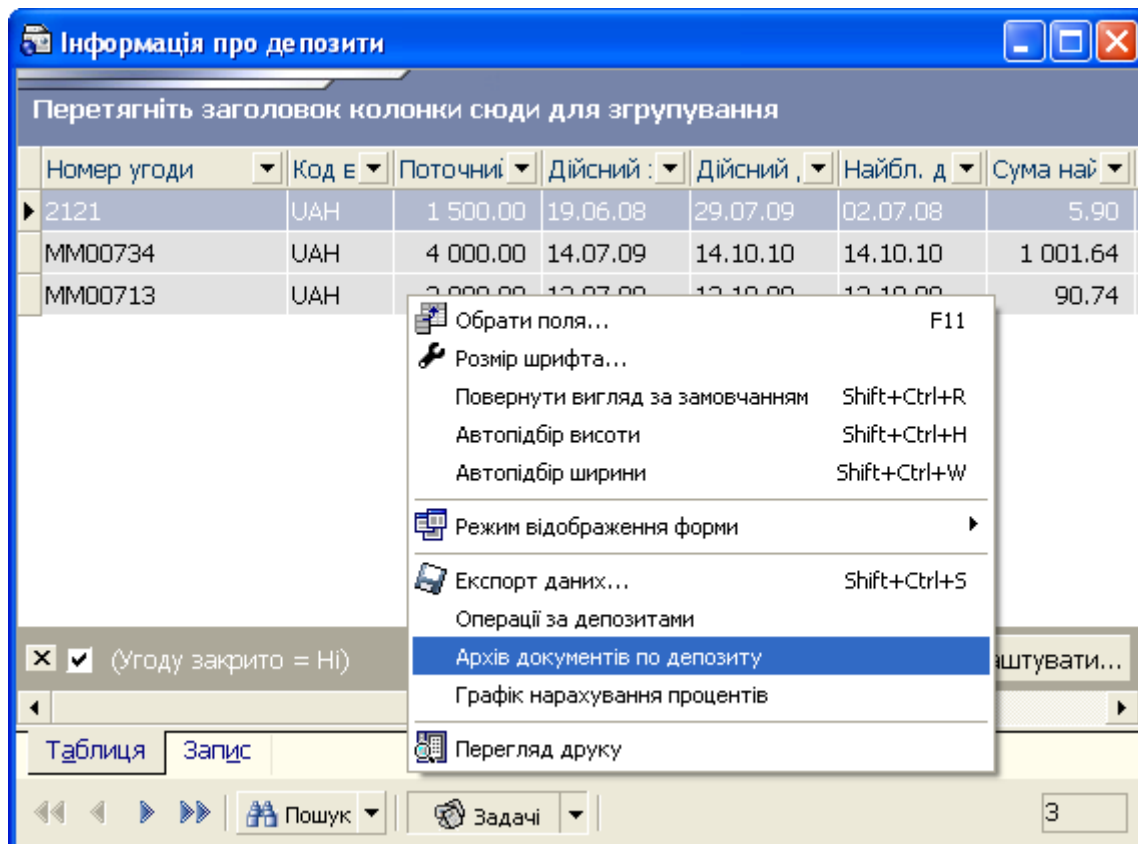 Інформація про депозити
Перетягніть заголовок колонки сюди для згрупування
Номер угоди Код в Поточний Дійсний з Дійсний Найбл. д Сума най
2121 UAH 1 500.00 19.06.08 29.07.09 02.07.08 5.90
MM00734 UAH 4 000.00 14.07.09 14.10.10 14.10.10 1 001.64
MM00713 UAH 90.74
Обрати поля... F11
Розмір шрифта...
Повернути вигляд за замовчанням Shift+Ctrl+R
Автопідбір висоти Shift+Ctrl+H
Автопідбір ширини Shift+Ctrl+W
Режим відображення форми
Експорт даних... Shift+Ctrl+S
Операції за депозитами
(Угоду закрито = Ні) Архів документів по депозиту аштувати...
Графік нарахування процентів
Таблиця Запис Перегляд друку
Пошук Задачі 3